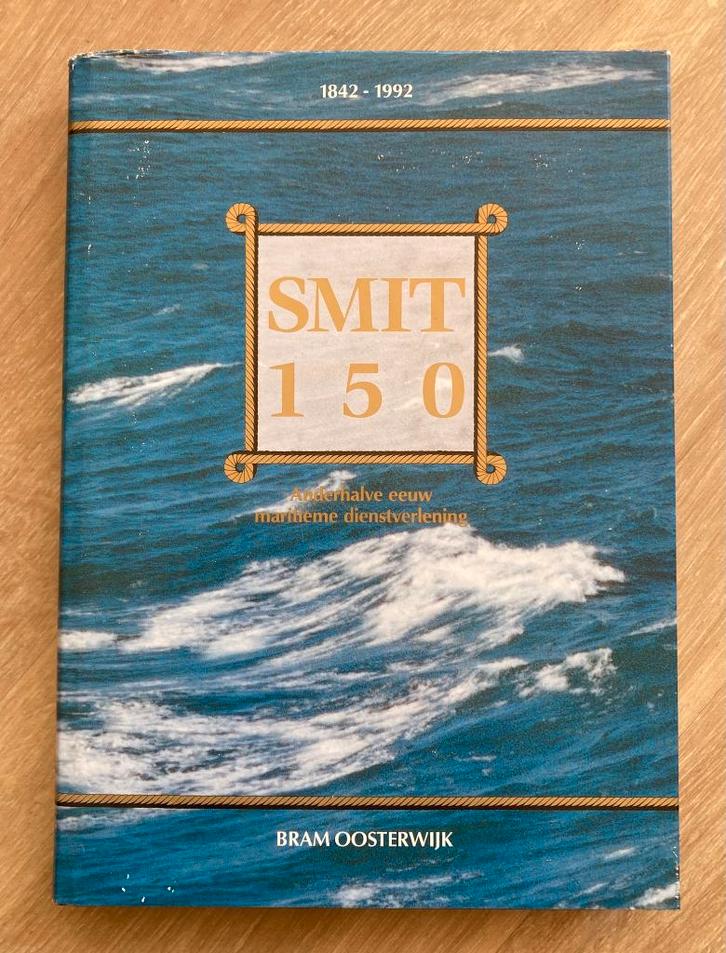 1842 - 1992
SMIT
1 5 0
Anderhalve eeuw
maritieme dienstverlening
BRAM OOSTERWIJK